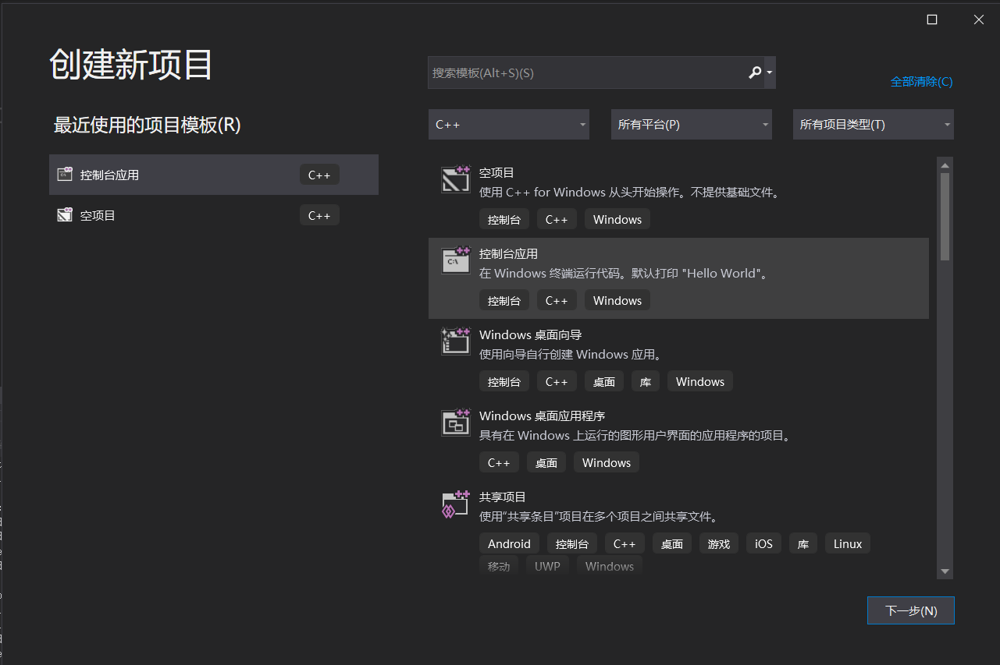 创建新项目
最近使用的项目模板(R)
控制台应用 C++
空项目 C++
搜索模板(Alt+S)(S)
全部清除(C)
C++ 所有平台(P) 所有项目类型(T)
空项目
使用 C++ for Windows 从头开始操作。不提供基础文件。
控制台 C++ Windows
控制台应用
在 Windows 终端运行代码。默认打印 "Hello World"。
控制台 C++ Windows
Windows 桌面向导
使用向导自行创建 Windows 应用。
控制台 C++ 桌面 库 Windows
Windows 桌面应用程序
具有在 Windows 上运行的图形用户界面的应用程序的项目。
C++ 桌面 Windows
共享项目
使用“共享条目”项目在多个项目之间共享文件。
Android 控制台 C++ 桌面 游戏 iOS 库 Linux
移动 UWP Windows
下一步(N)